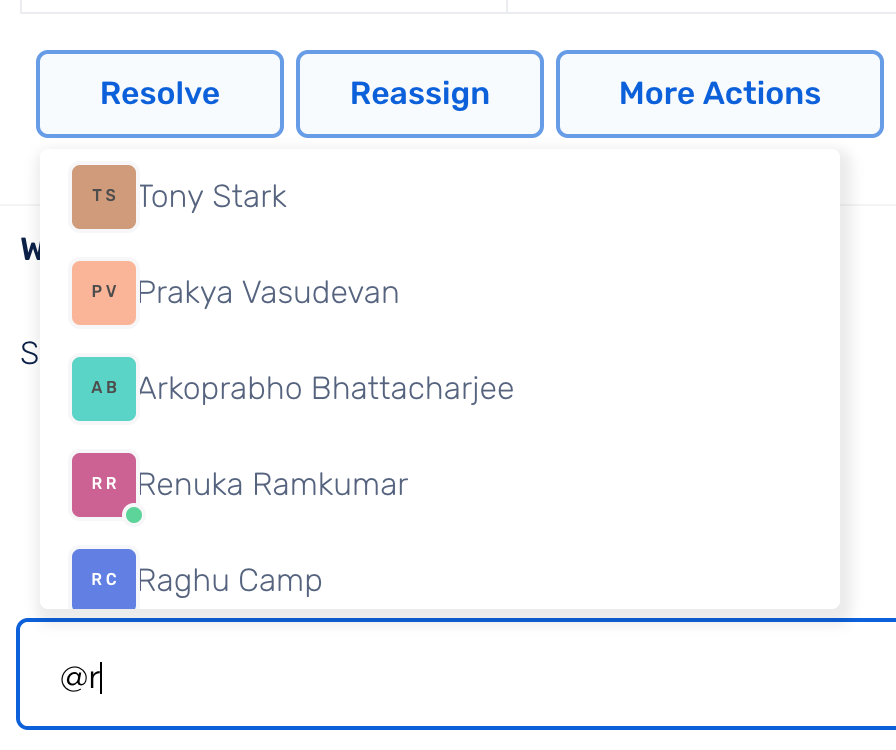 Resolve Reassign More Actions
TS Tony Stark
W
PV Prakya Vasudevan
S
AB Arkoprabho Bhattacharjee
RR Renuka Ramkumar
RC Raghu Camp
@r